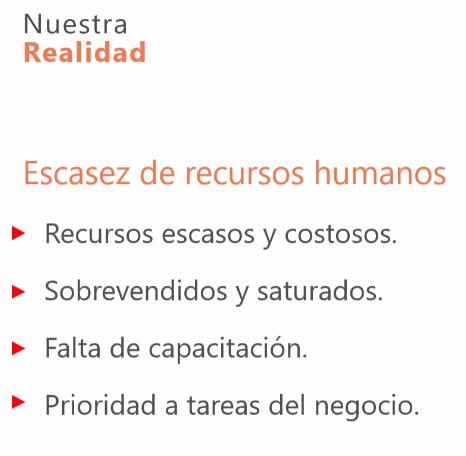 Nuestra
Realidad
Escasez de recursos humanos
Recursos escasos y costosos.
Sobrevendidos y saturados.
Falta de capacitación.
Prioridad a tareas del negocio.